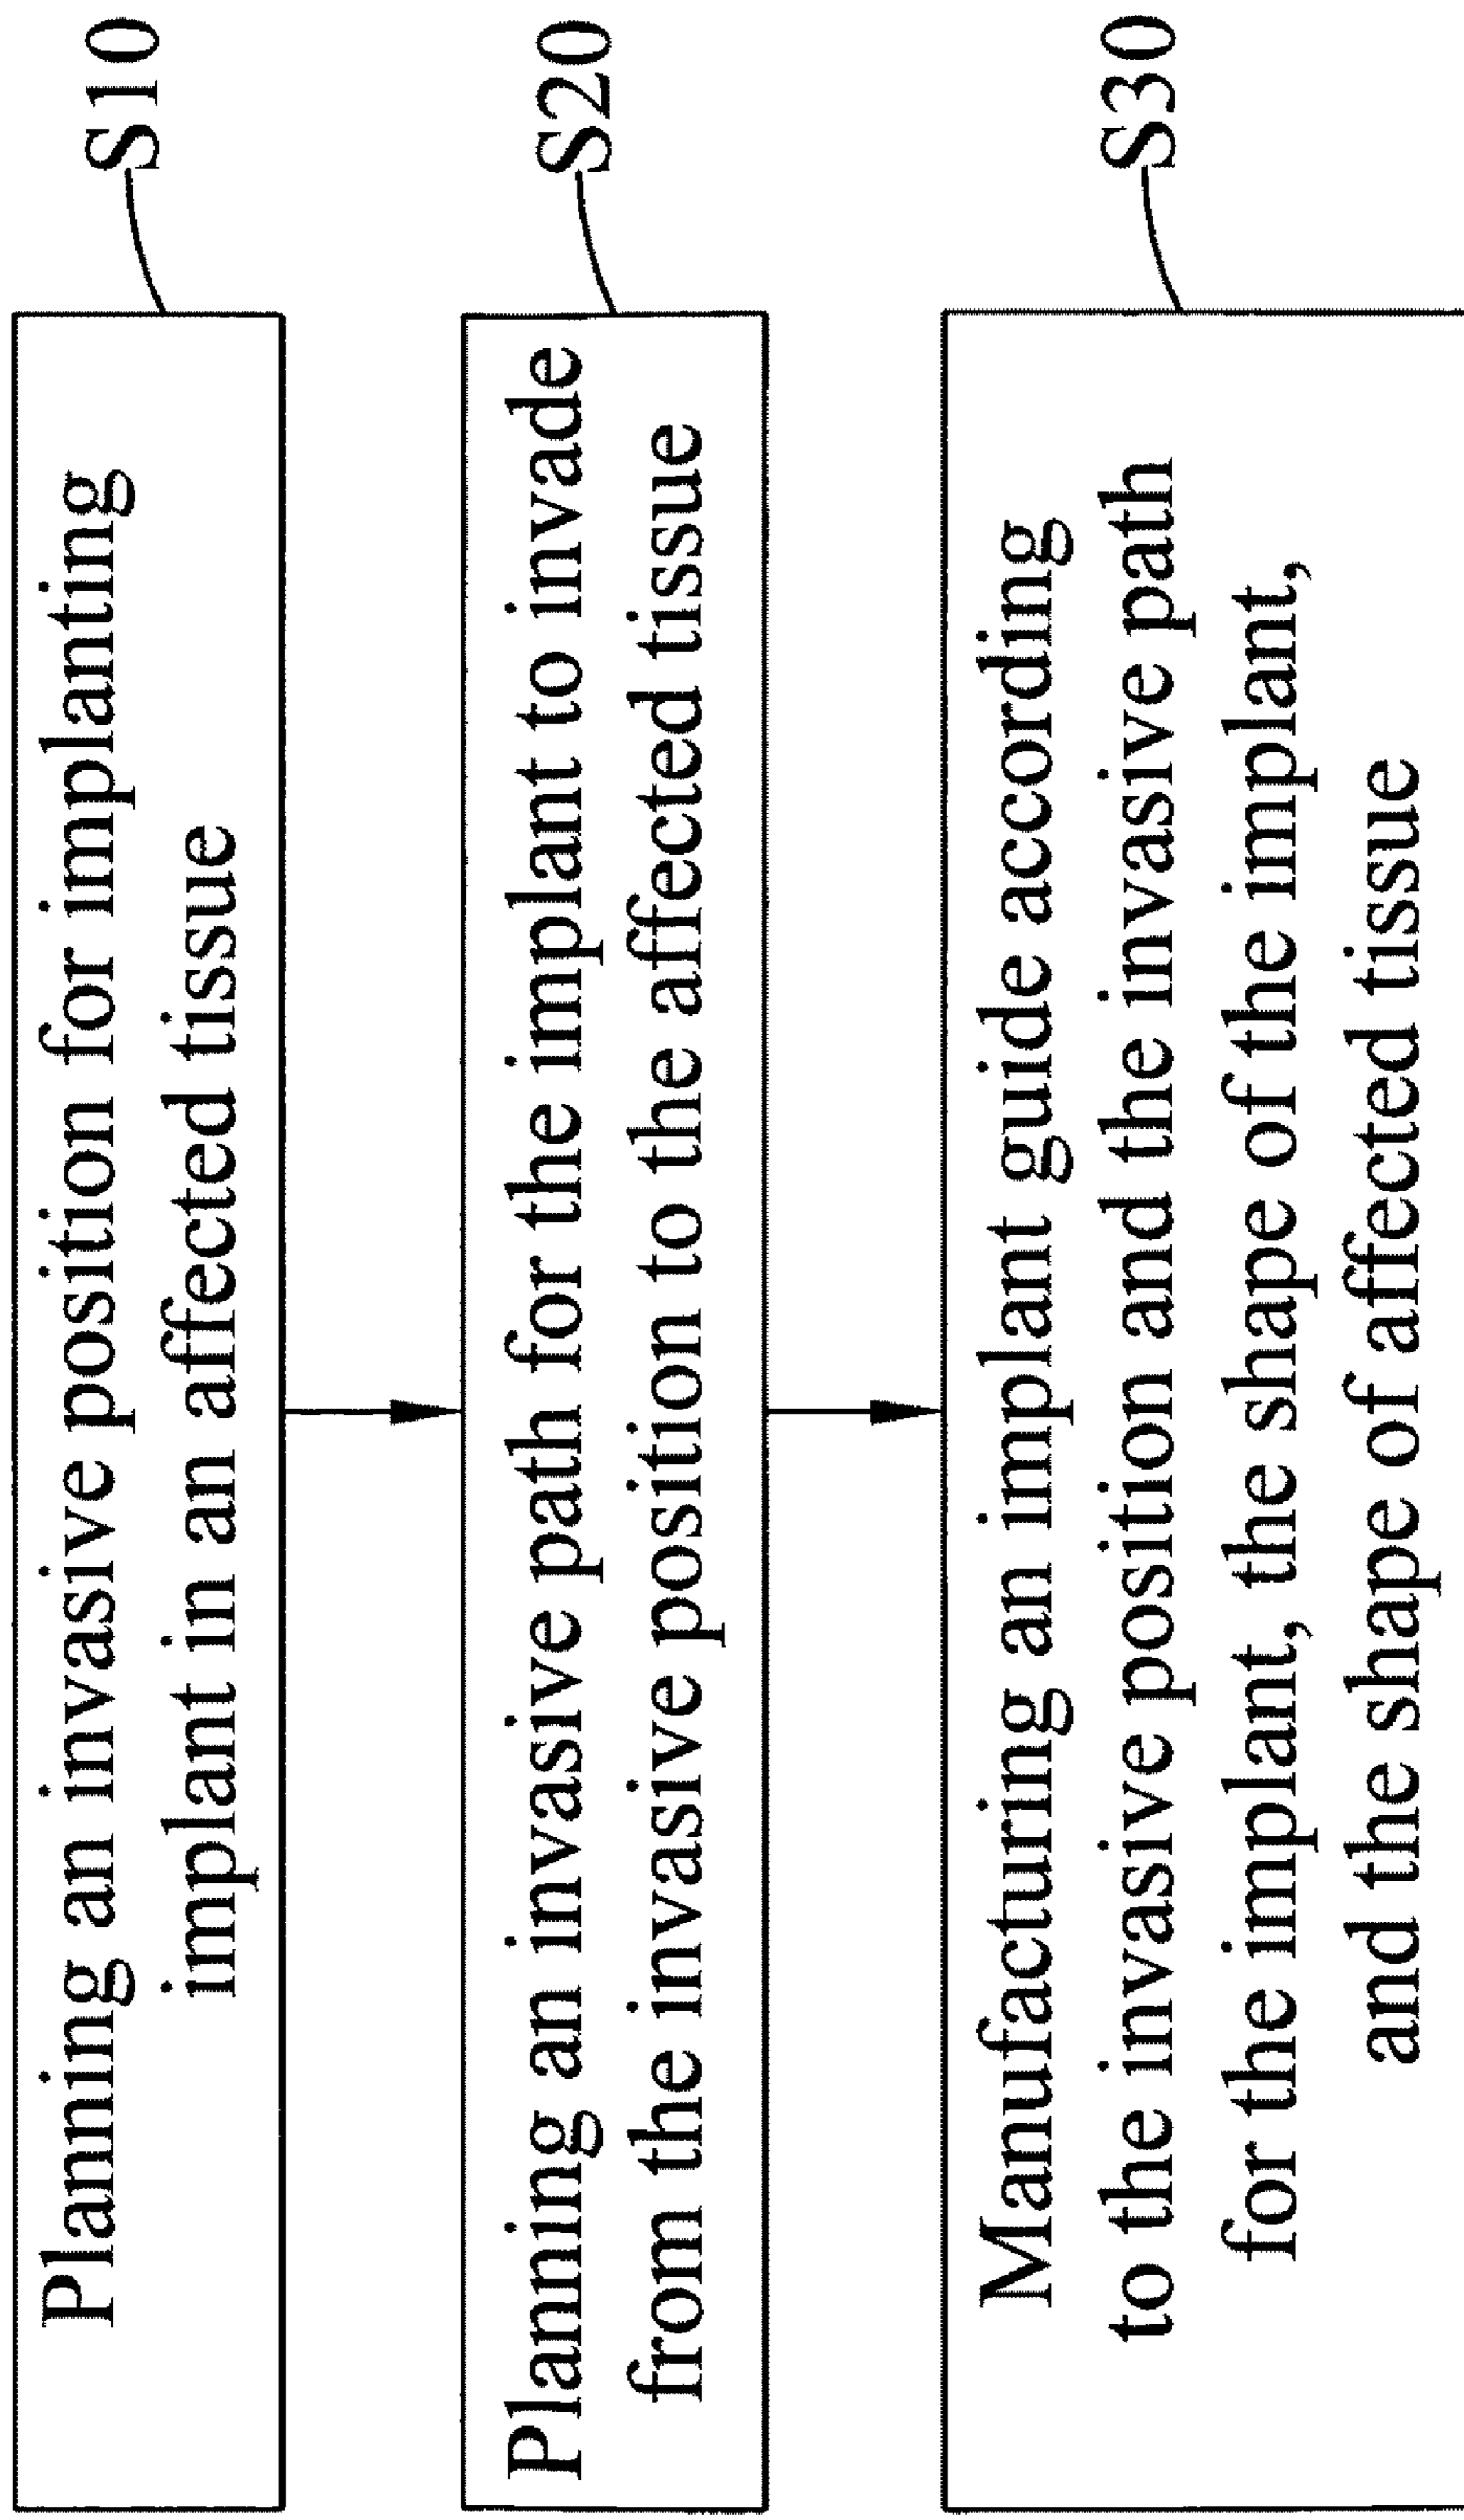 Planning an invasive position for implanting
implant in an affected tissue
S10
Planning an invasive path for the implant to invade
from the invasive position to the affected tissue
S20
Manufacturing an implant guide according
to the invasive position and the invasive path
for the implant, the shape of the implant,
and the shape of affected tissue
S30